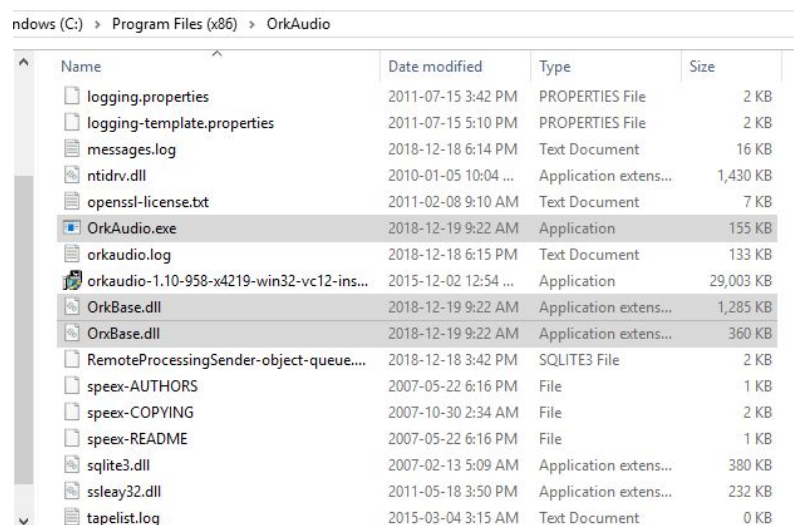 ndows (C:) > Program Files (x86) > OrkAudio
Name Date modified Type Size
logging.properties 2011-07-15 3:42 PM PROPERTIES File 2 KB
logging-template.properties 2011-07-15 5:10 PM PROPERTIES File 2 KB
messages.log 2018-12-18 6:14 PM Text Document 16 KB
ntidrv.dll 2010-01-05 10:04 ... Application extens... 1,430 KB
openssl-license.txt 2011-02-08 9:10 AM Text Document 7 KB
OrkAudio.exe 2018-12-19 9:22 AM Application 155 KB
orkaudio.log 2018-12-18 6:15 PM Text Document 133 KB
orkaudio-1.10-958-x4219-win32-vc12-ins... 2015-12-02 12:54 ... Application 29,003 KB
OrkBase.dll 2018-12-19 9:22 AM Application extens... 1,285 KB
OrxBase.dll 2018-12-19 9:22 AM Application extens... 360 KB
RemoteProcessingSender-object-queue.... 2018-12-18 3:42 PM SQLITE3 File 2 KB
speex-AUTHORS 2007-05-22 6:16 PM File 1 KB
speex-COPYING 2007-10-30 2:34 AM File 2 KB
speex-README 2007-05-22 6:16 PM File 1 KB
sqlite3.dll 2007-02-13 5:09 AM Application extens... 380 KB
ssleay32.dll 2011-05-18 3:50 PM Application extens... 232 KB
tapelist.log 2015-03-04 3:15 AM Text Document 0 KB